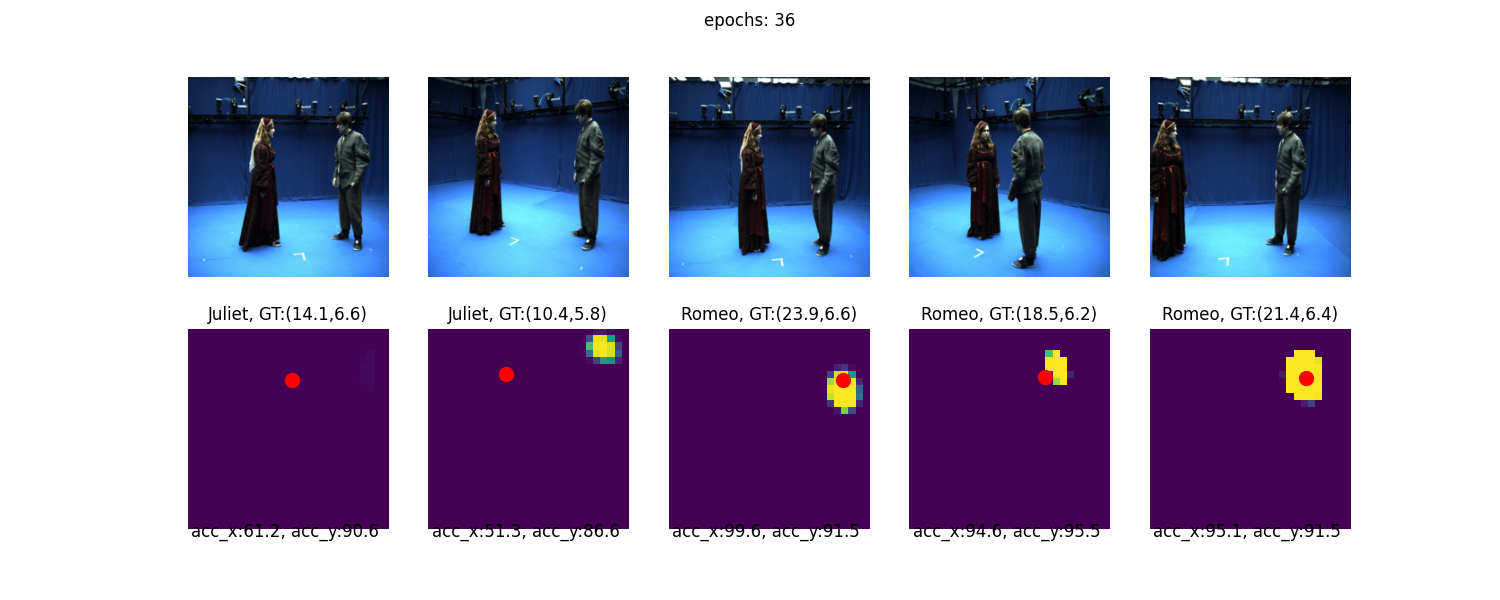 epochs: 36
Juliet, GT:(14.1,6.6)
Juliet, GT:(10.4,5.8)
Romeo, GT:(23.9,6.6)
Romeo, GT:(18.5,6.2)
Romeo, GT:(21.4,6.4)
acc_x:61.2, acc_y:90.6
acc_x:51.3, acc_y:86.6
acc_x:99.6, acc_y:91.5
acc_x:94.6, acc_y:95.5
acc_x:95.1, acc_y:91.5